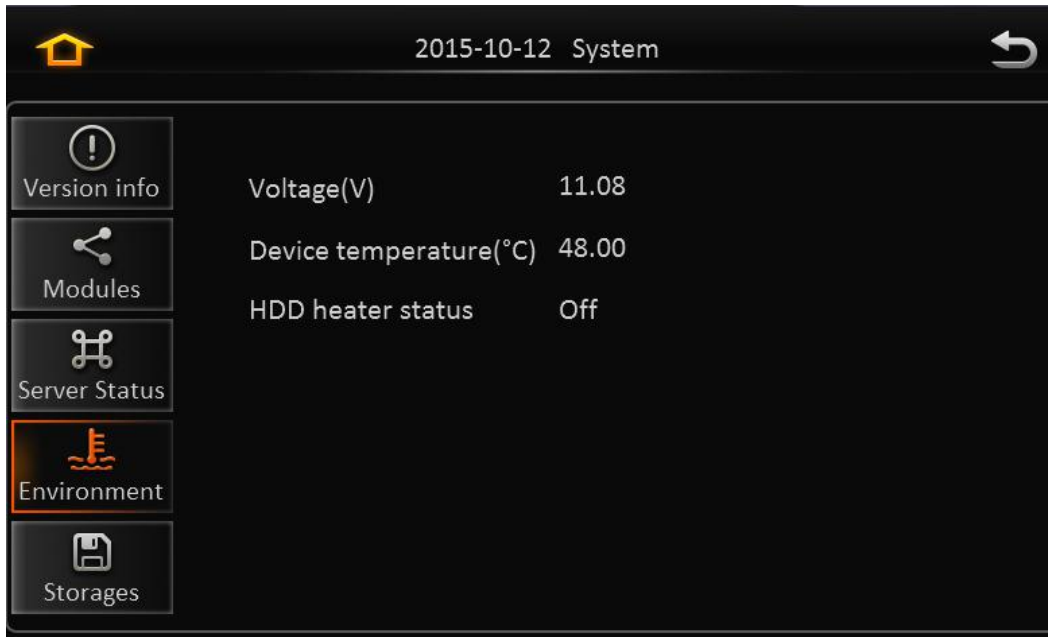 2015-10-12 System
Version info
Modules
Server Status
Environment
Storages
Voltage(V) 11.08
Device temperature(°C) 48.00
HDD heater status Off